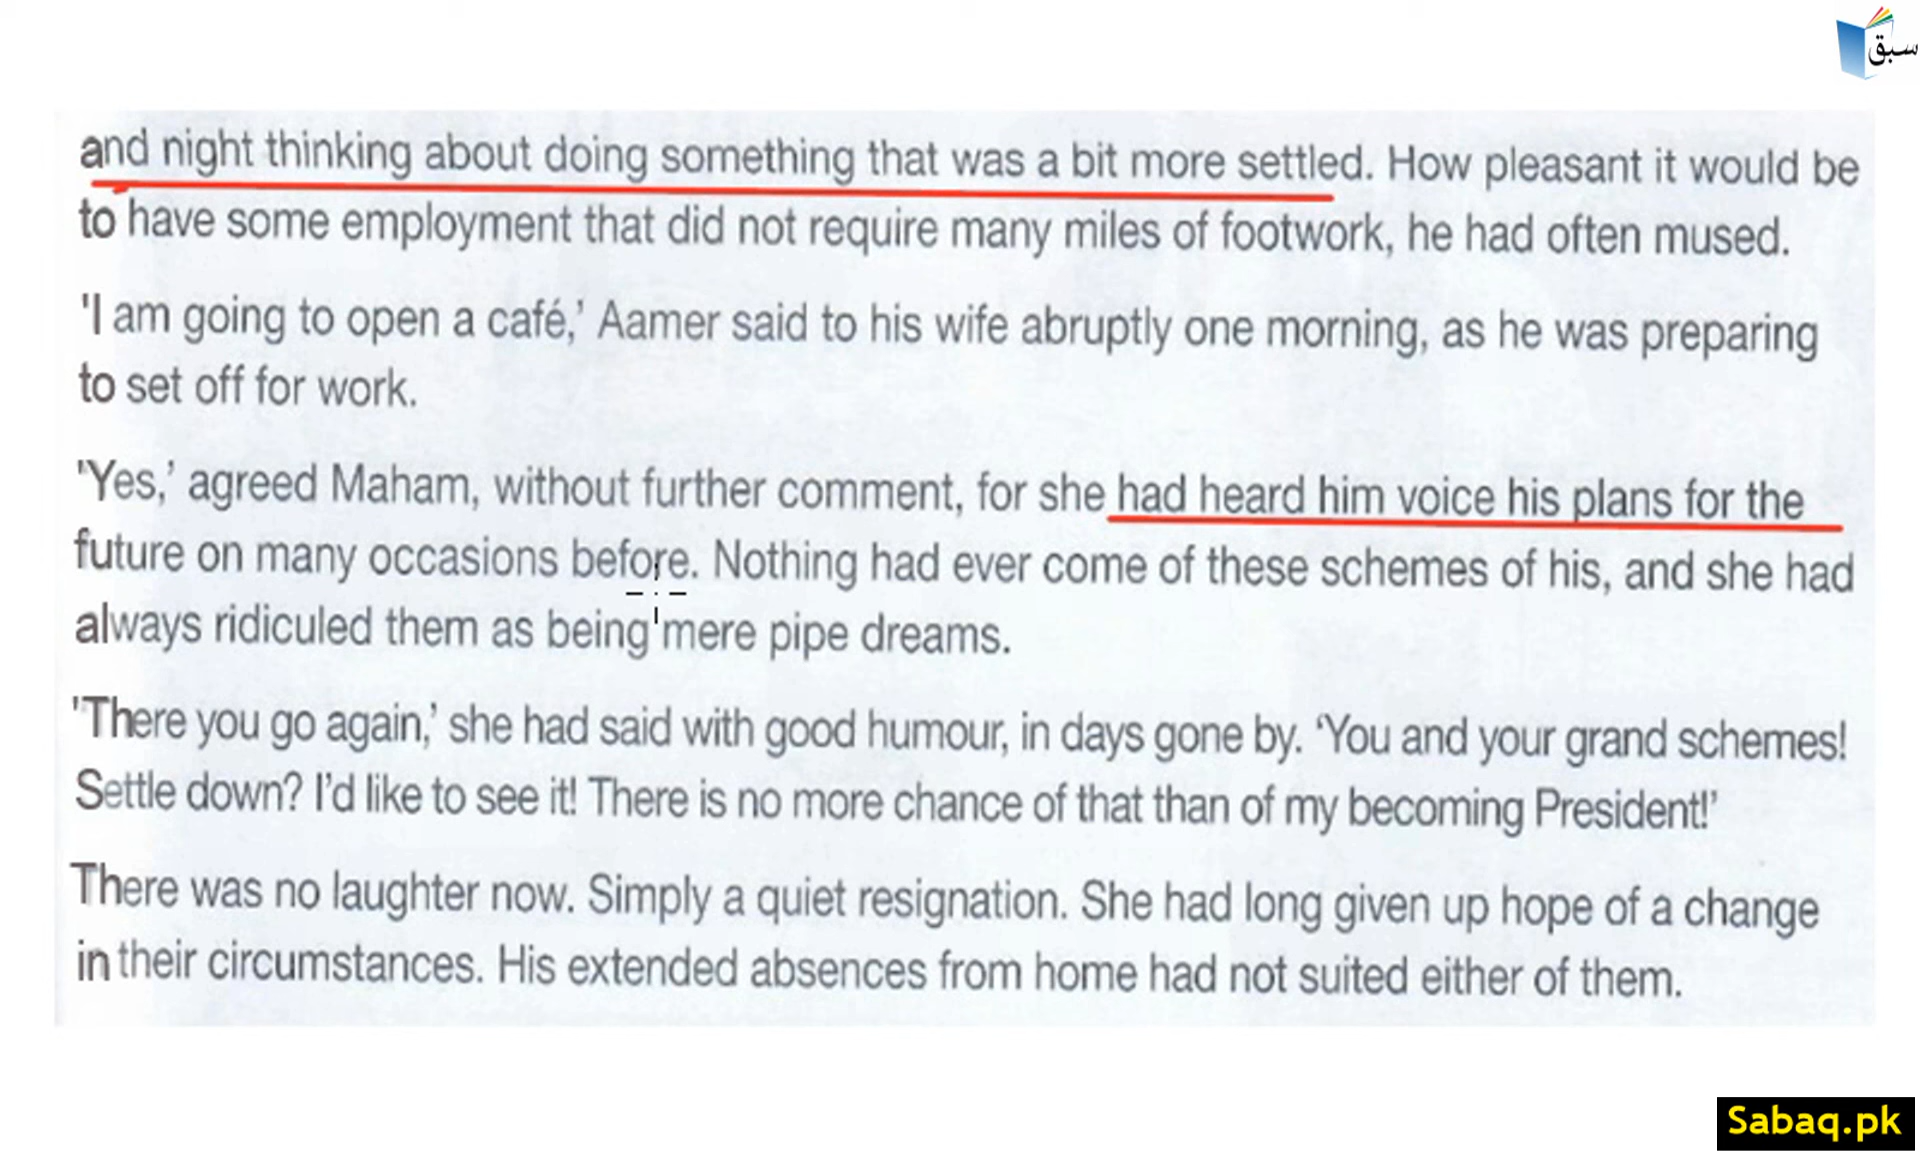 سبق
and night thinking about doing something that was a bit more settled. How pleasant it would be
to have some employment that did not require many miles of footwork, he had often mused.
'I am going to open a café,’ Aamer said to his wife abruptly one morning, as he was preparing
to set off for work.
'Yes,’ agreed Maham, without further comment, for she had heard him voice his plans for the
future on many occasions before. Nothing had ever come of these schemes of his, and she had
always ridiculed them as being mere pipe dreams.
'There you go again,’ she had said with good humour, in days gone by. ‘You and your grand schemes!
Settle down? I’d like to see it! There is no more chance of that than of my becoming President!’
There was no laughter now. Simply a quiet resignation. She had long given up hope of a change
in their circumstances. His extended absences from home had not suited either of them.
Sabaq.pk